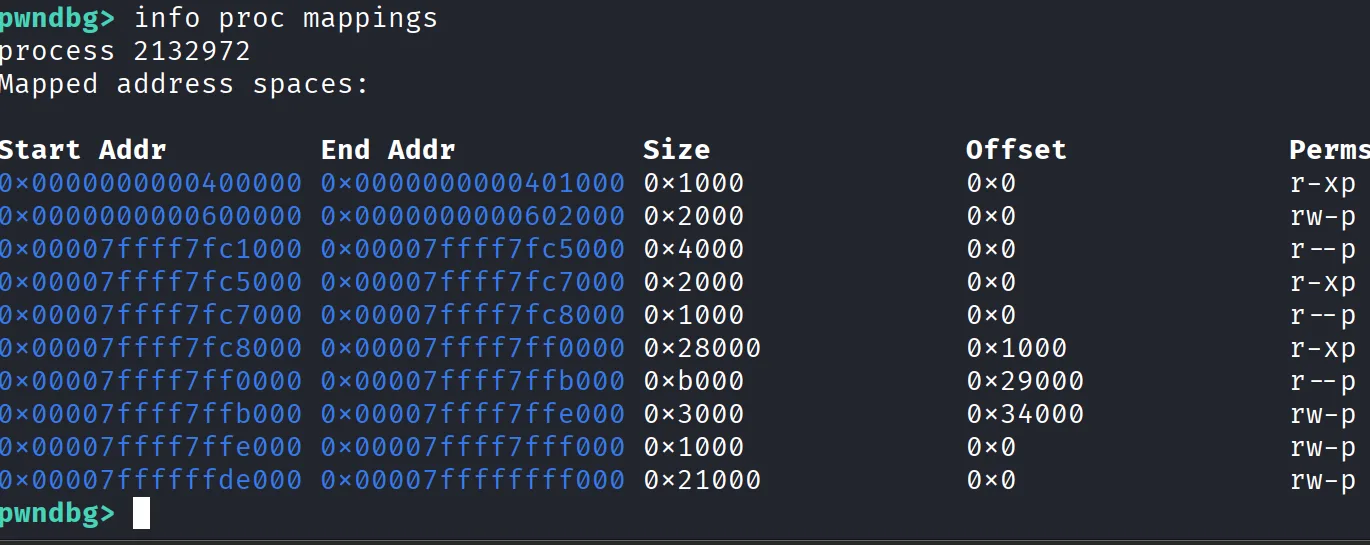 pwndbg> info proc mappings
process 2132972
Mapped address spaces:
Start Addr End Addr Size Offset Perms
0x0000000000400000 0x0000000000401000 0x1000 0x0 r-xp
0x0000000000600000 0x0000000000602000 0x2000 0x0 rw-p
0x00007ffff7fc1000 0x00007ffff7fc5000 0x4000 0x0 r--p
0x00007ffff7fc5000 0x00007ffff7fc7000 0x2000 0x0 r-xp
0x00007ffff7fc7000 0x00007ffff7fc8000 0x1000 0x0 r--p
0x00007ffff7fc8000 0x00007ffff7ff0000 0x28000 0x1000 r-xp
0x00007ffff7ff0000 0x00007ffff7ffb000 0xb000 0x29000 r--p
0x00007ffff7ffb000 0x00007ffff7ffe000 0x3000 0x34000 rw-p
0x00007ffff7ffe000 0x00007ffff7fff000 0x1000 0x0 rw-p
0x00007ffffffde000 0x00007ffffffff000 0x21000 0x0 rw-p
pwndbg>